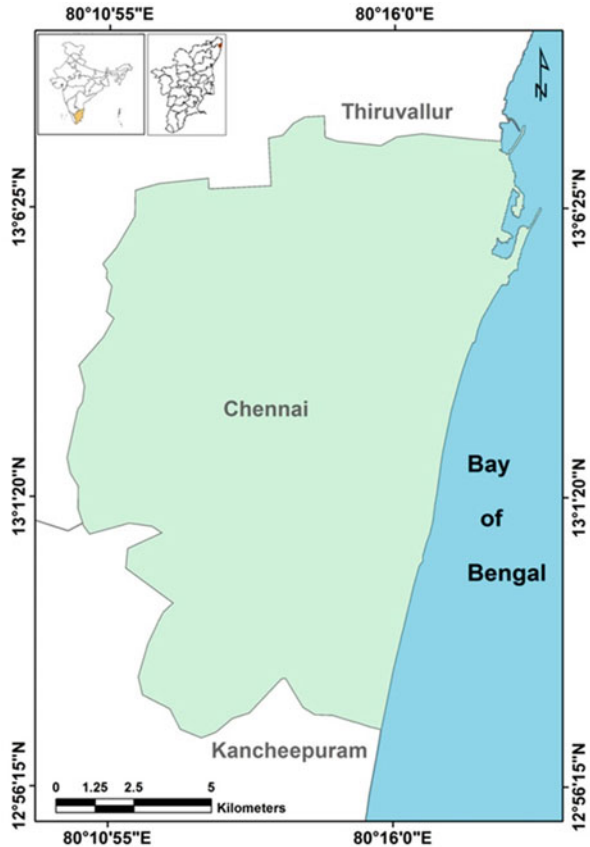 80°10'55"E 80°16'0"E
N
Thiruvallur
13°6'25"N 13°6'25"N
Chennai
Bay
of
Bengal
13°1'20"N 13°1'20"N
Kancheepuram
12°56'15"N 12°56'15"N
0 1.25 2.5 5
Kilometers
80°10'55"E 80°16'0"E